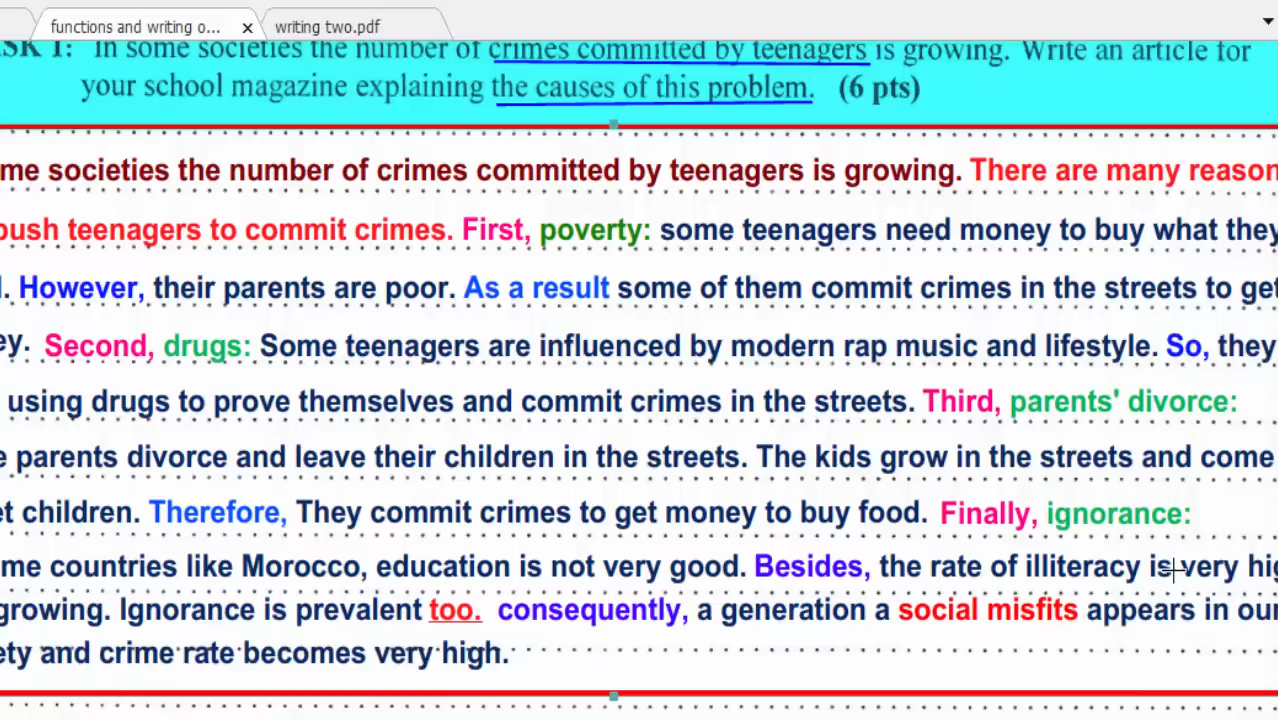 functions and writing o... x writing two.pdf
SK 1: In some societies the number of crimes committed by teenagers is growing. Write an article for
your school magazine explaining the causes of this problem. (6 pts)
me societies the number of crimes committed by teenagers is growing. There are many reason
push teenagers to commit crimes. First, poverty: some teenagers need money to buy what they
. However, their parents are poor. As a result some of them commit crimes in the streets to get
ey. Second, drugs: Some teenagers are influenced by modern rap music and lifestyle. So, they
using drugs to prove themselves and commit crimes in the streets. Third, parents' divorce:
e parents divorce and leave their children in the streets. The kids grow in the streets and come
et children. Therefore, They commit crimes to get money to buy food. Finally, ignorance:
me countries like Morocco, education is not very good. Besides, the rate of illiteracy is very hig
growing. Ignorance is prevalent too. consequently, a generation a social misfits appears in our
ety and crime rate becomes very high.